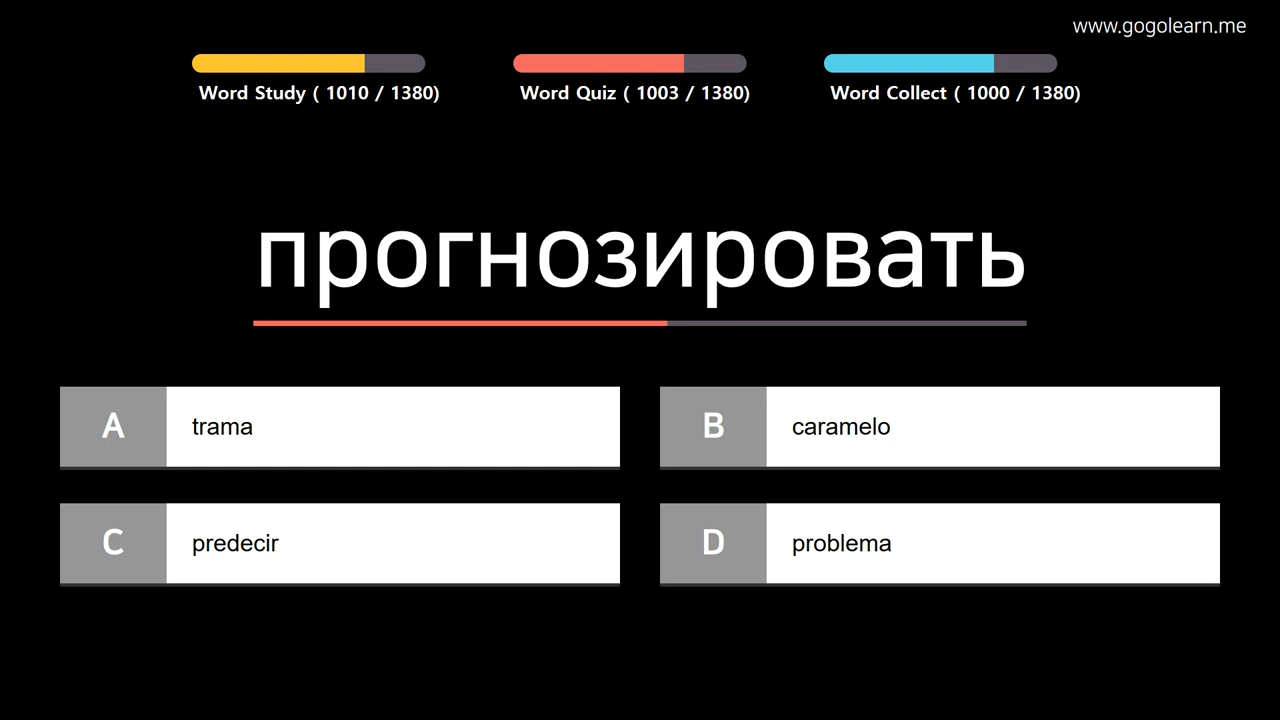 www.gogolearn.me
Word Study ( 1010 / 1380)
Word Quiz ( 1003 / 1380)
Word Collect ( 1000 / 1380)
прогнозировать
A trama
B caramelo
C predecir
D problema